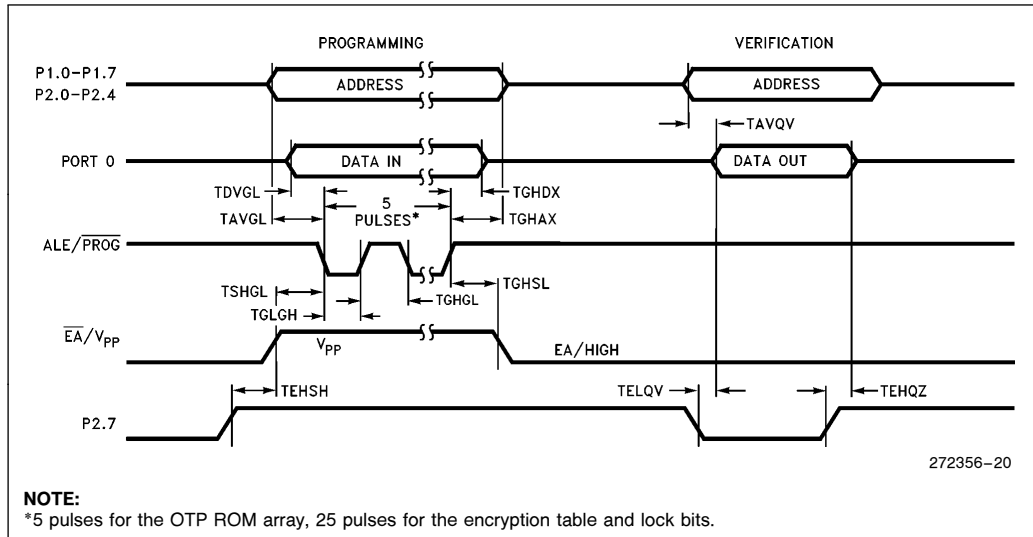 PROGRAMMING
VERIFICATION
P1.0–P1.7
P2.0–P2.4
ADDRESS
ADDRESS
TAVQV
PORT 0
DATA IN
DATA OUT
TDVGL
5
PULSES*
TGHDX
TAVGL
TGHAX
ALE/PROG
TSHGL
TGHGL
TGHSL
TGLGH
EA/VPP
VPP
EA/HIGH
TEHSH
TELQV
TEHQZ
P2.7
272356–20
NOTE:
*5 pulses for the OTP ROM array, 25 pulses for the encryption table and lock bits.